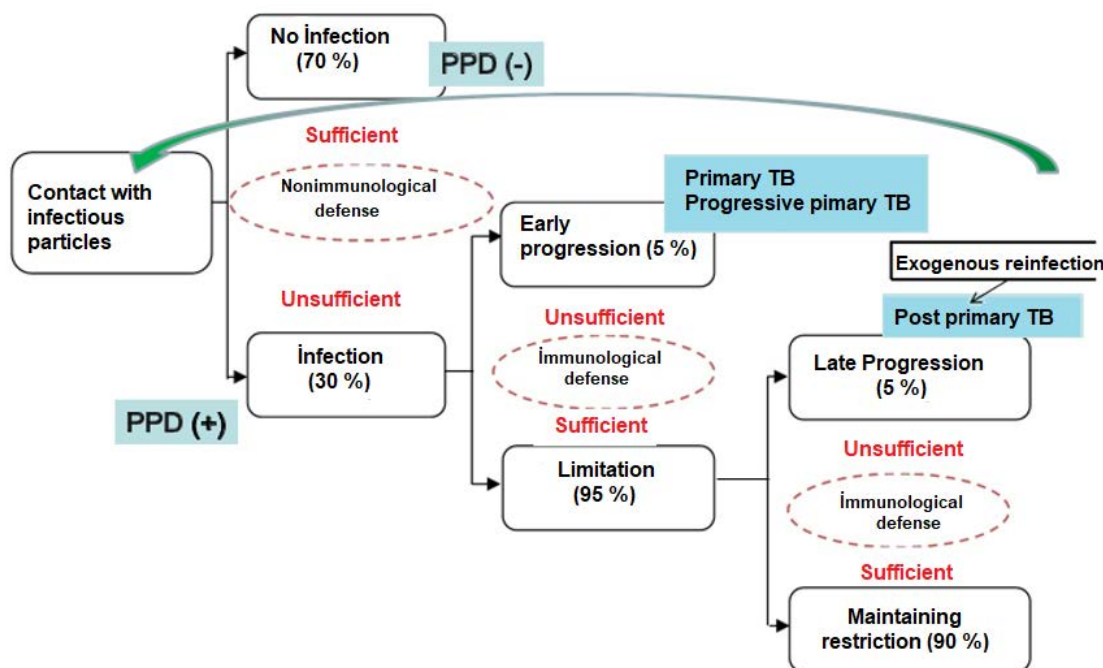 No İnfection
(70 %)
PPD (-)
Sufficient
Contact with
infectious
particles
Nonimmunological
defense
Primary TB
Progressive pimary TB
Early
progression (5 %)
Exogenous reinfection
Unsufficient
Unsufficient
Post primary TB
İnfection
(30 %)
İmmunological
defense
Late Progression
(5 %)
PPD (+)
Sufficient
Unsufficient
Limitation
(95 %)
İmmunological
defense
Sufficient
Maintaining
restriction (90 %)